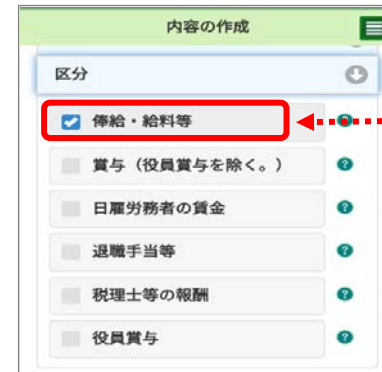 内容の作成
区分
俸給・給料等
賞与（役員賞与を除く。）
日雇労務者の賃金
退職手当等
税理士等の報酬
役員賞与